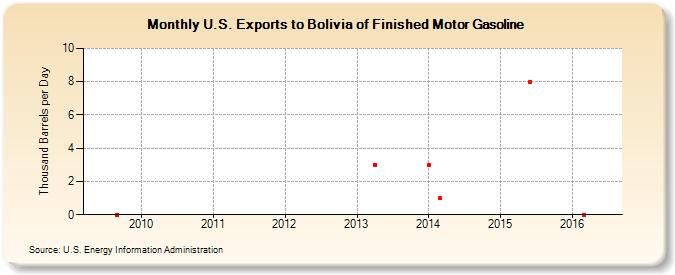 Monthly U.S. Exports to Bolivia of Finished Motor Gasoline
Thousand Barrels per Day
10
8
6
4
2
0
2010 2011 2012 2013 2014 2015 2016
Source: U.S. Energy Information Administration